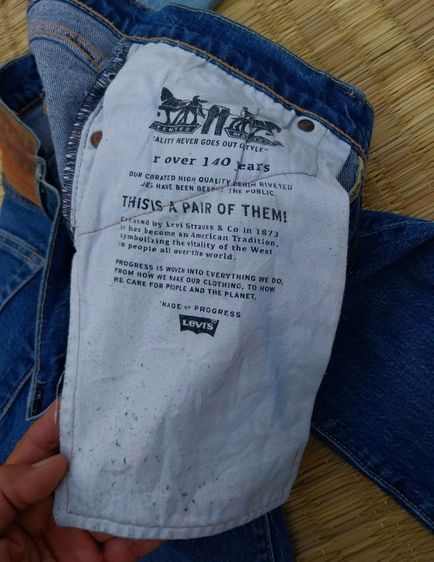 ALITY NEVER GOES OUT OF STYLE"
r over 140 ears
OUR CBRATED HIGH QUALITY DENIM RIVETED
JES HAVE BEEN BEFORE THE PUBLIC.
THIS IS A PAIR OF THEM!
Created by Levi Strauss & Co in 1873
it has become an American Tradition,
symbolizing the vitality of the West
to people all over the world.
PROGRESS IS WOVEN INTO EVERYTHING WE DO,
FROM HOW WE MAKE OUR CLOTHING, TO HOW
WE CARE FOR PEOPLE AND THE PLANET.
MADE OF PROGRESS
Levi's